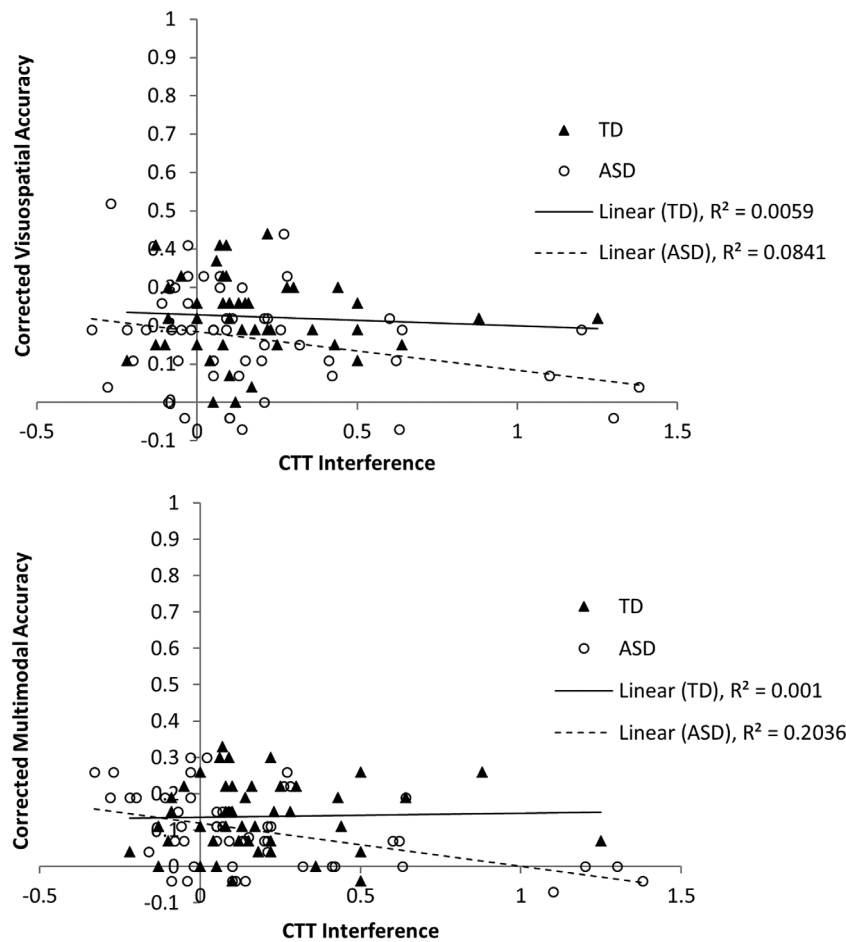 Corrected Visuospatial Accuracy
1
0.9
0.8
0.7
0.6
0.5
0.4
0.3
0.2
0.1
0
-0.1
-0.5
0
0.5
1
1.5
CTT Interference
TD
ASD
Linear (TD), R² = 0.0059
Linear (ASD), R² = 0.0841
Corrected Multimodal Accuracy
1
0.9
0.8
0.7
0.6
0.5
0.4
0.3
0.2
0.1
0
-0.1
-0.5
0
0.5
1
1.5
CTT Interference
TD
ASD
Linear (TD), R² = 0.001
Linear (ASD), R² = 0.2036